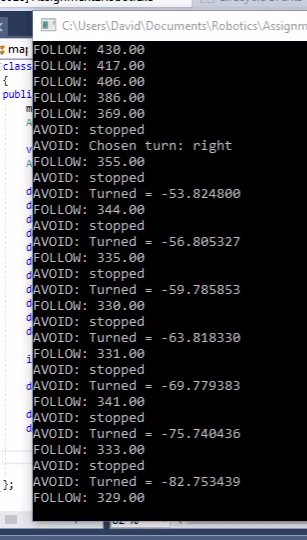 C:\Users\David\Documents\Robotics\Assignm
map
class
{
publi
FOLLOW: 430.00
FOLLOW: 417.00
FOLLOW: 406.00
FOLLOW: 386.00
FOLLOW: 369.00
AVOID: stopped
AVOID: Chosen turn: right
FOLLOW: 355.00
AVOID: stopped
AVOID: Turned = -53.824800
FOLLOW: 344.00
AVOID: stopped
AVOID: Turned = -56.805327
FOLLOW: 335.00
AVOID: stopped
AVOID: Turned = -59.785853
FOLLOW: 330.00
AVOID: stopped
AVOID: Turned = -63.818330
FOLLOW: 331.00
AVOID: stopped
AVOID: Turned = -69.779383
FOLLOW: 341.00
AVOID: stopped
AVOID: Turned = -75.740436
FOLLOW: 333.00
AVOID: stopped
AVOID: Turned = -82.753439
FOLLOW: 329.00
};